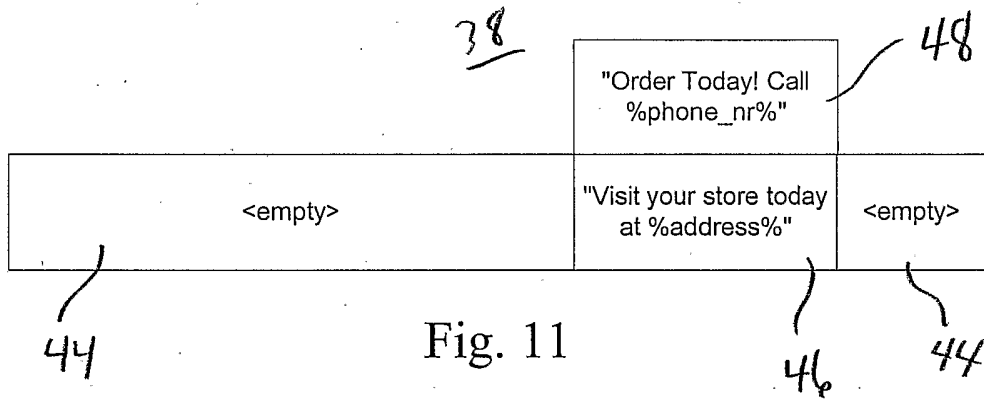 38
48
"Order Today! Call
%phone_nr%"
<empty>
"Visit your store today
at %address%"
<empty>
44
Fig. 11
46
44